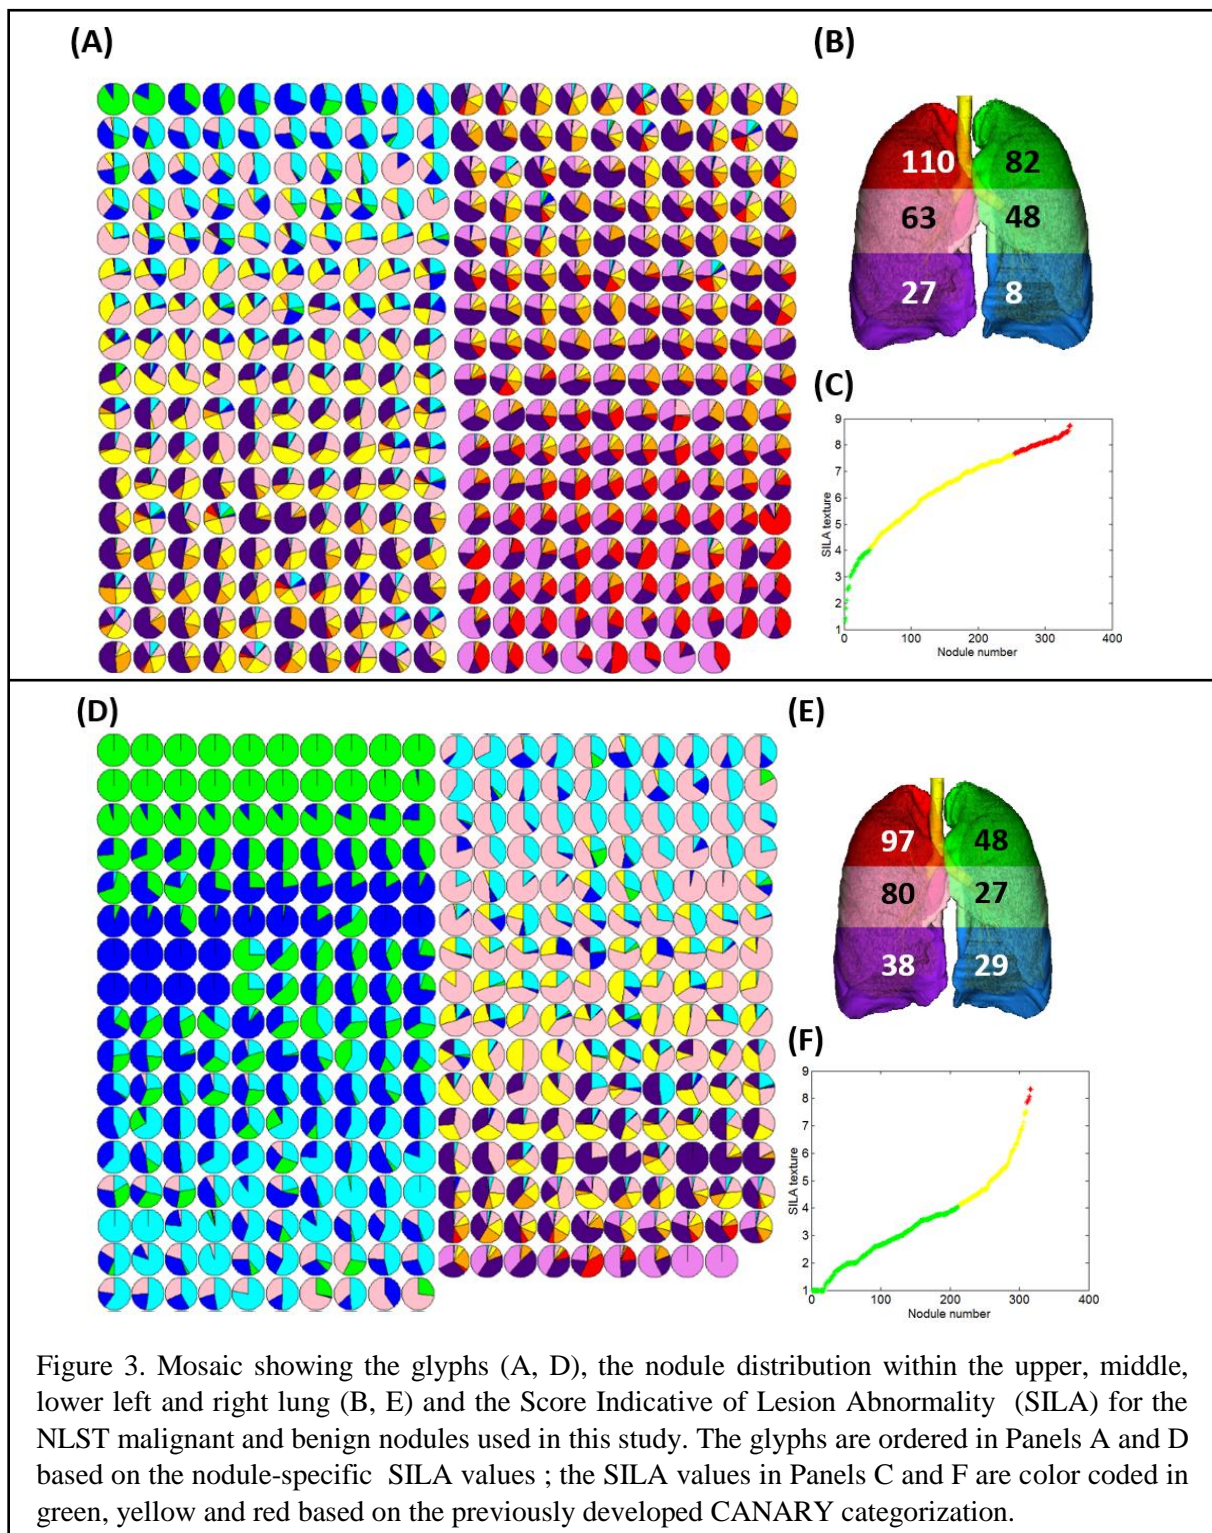 (A)
(B)
110
82
63
48
27
8
(C)
9
8
7
6
5
4
3
2
1
SILA texture
0
100
200
300
400
Nodule number
(D)
(E)
97
48
80
27
38
29
(F)
9
8
7
6
5
4
3
2
1
SILA texture
0
100
200
300
400
Nodule number
Figure 3. Mosaic showing the glyphs (A, D), the nodule distribution within the upper, middle,
lower left and right lung (B, E) and the Score Indicative of Lesion Abnormality (SILA) for the
NLST malignant and benign nodules used in this study. The glyphs are ordered in Panels A and D
based on the nodule-specific SILA values ; the SILA values in Panels C and F are color coded in
green, yellow and red based on the previously developed CANARY categorization.